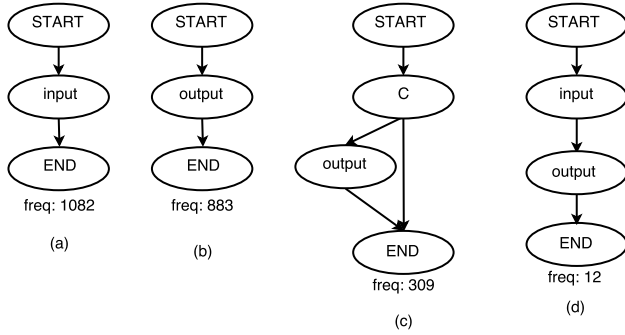 START
input
END
freq: 1082
(a)
START
output
END
freq: 883
(b)
START
C
output
END
freq: 309
(c)
START
input
output
END
freq: 12
(d)